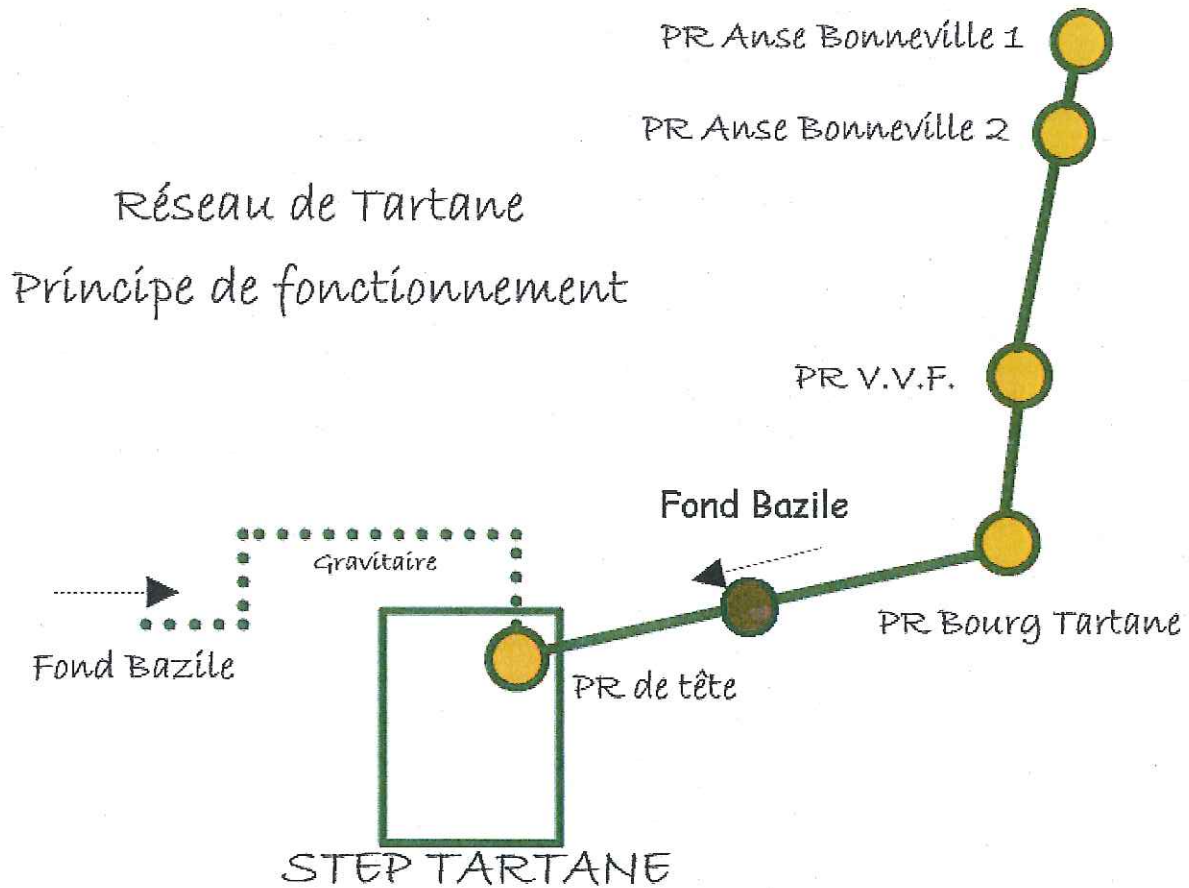 PR Anse Bonneville 1
PR Anse Bonneville 2
Réseau de Tartane
Principe de fonctionnement
PR V.V.F.
Fond Bazile
Gravitaire
Fond Bazile
PR Bourg Tartane
PR de tête
STEP TARTANE